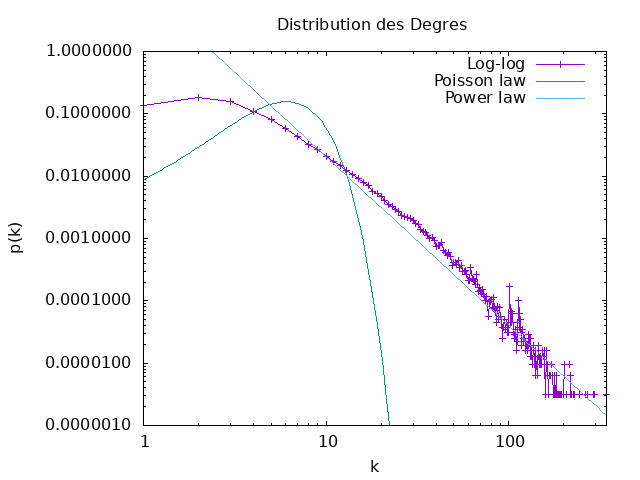 Distribution des Degres
1.0000000
0.1000000
0.0100000
0.0010000
0.0001000
0.0000100
0.0000010
p(k)
Log-log
Poisson law
Power law
1
10
100
k